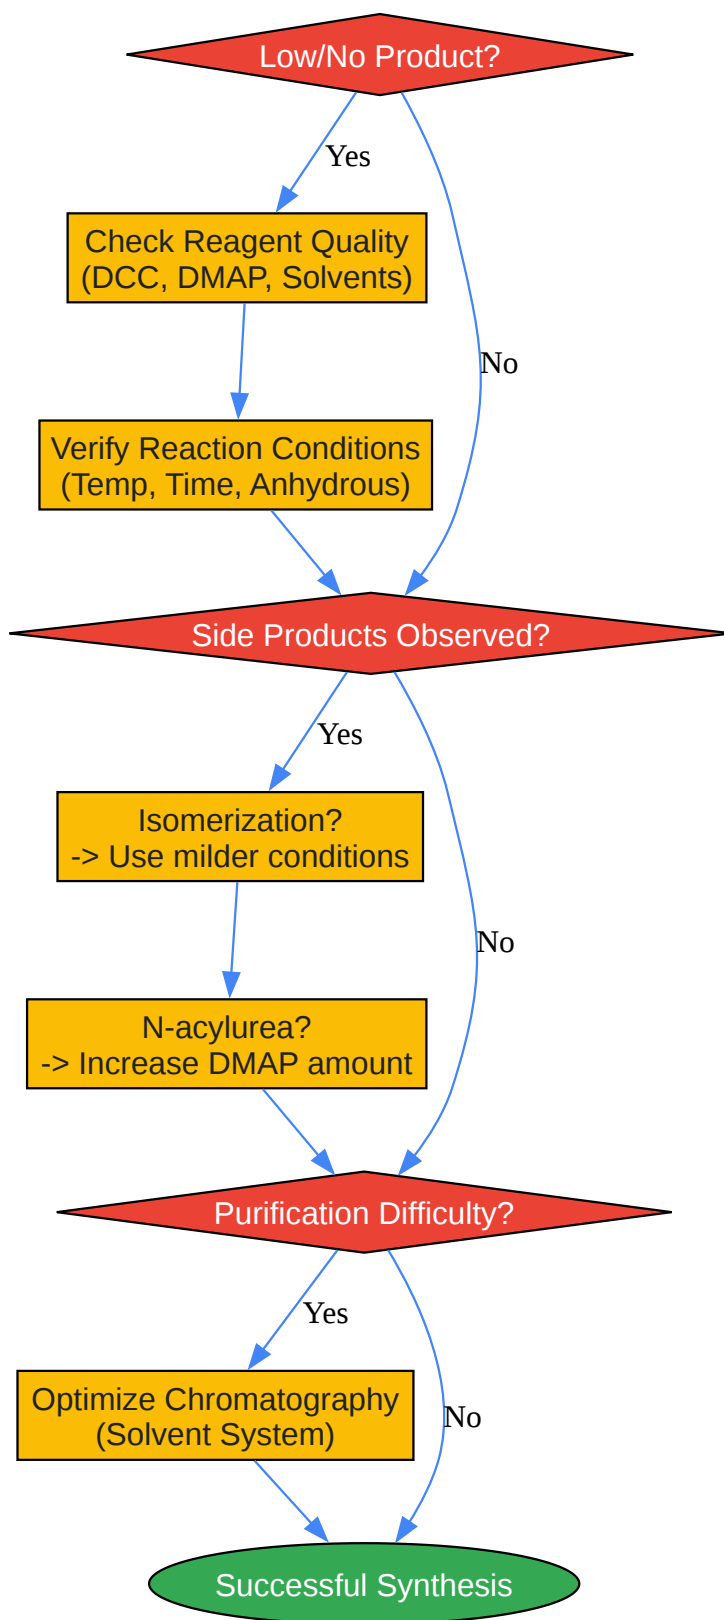 Low/No Product?
Yes
Check Reagent Quality
(DCC, DMAP, Solvents)
No
Verify Reaction Conditions
(Temp, Time, Anhydrous)
Side Products Observed?
Yes
Isomerization?
-> Use milder conditions
No
N-acylurea?
-> Increase DMAP amount
Purification Difficulty?
Yes
Optimize Chromatography
(Solvent System)
No
Successful Synthesis